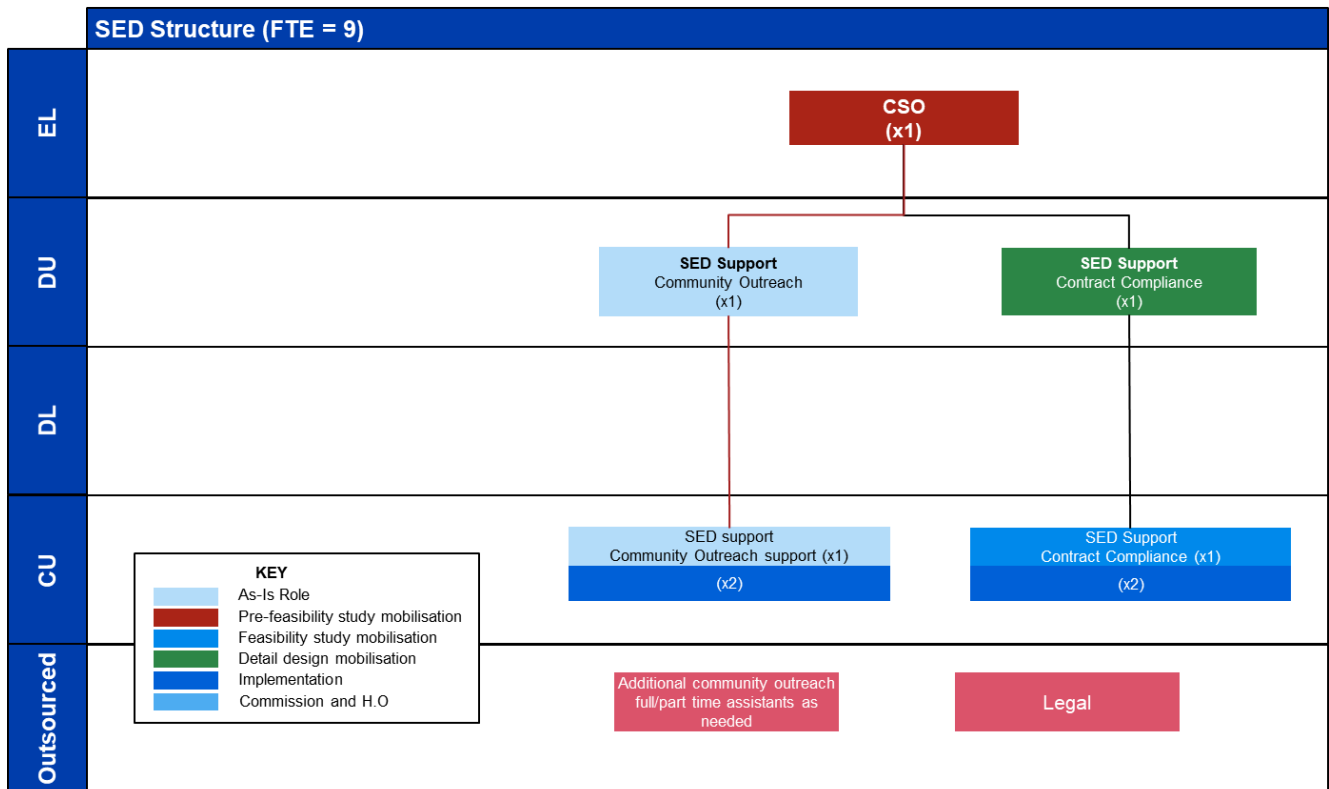 SED Structure (FTE = 9)
EL
CSO
(x1)
DU
SED Support
Community Outreach
(x1)
SED Support
Contract Compliance
(x1)
DL
CU
SED support
Community Outreach support (x1)
(x2)
SED Support
Contract Compliance (x1)
(x2)
KEY
As-Is Role
Pre-feasibility study mobilisation
Feasibility study mobilisation
Detail design mobilisation
Implementation
Commission and H.O
Outsourced
Additional community outreach
full/part time assistants as
needed
Legal